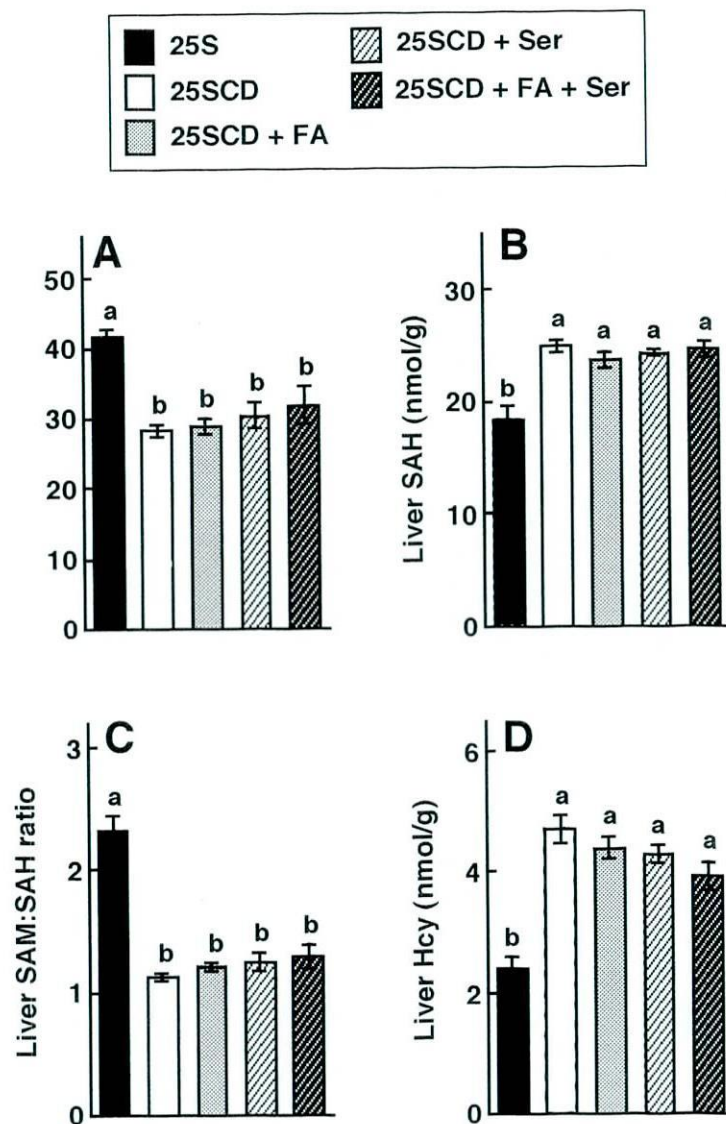 25S
25SCD
25SCD + FA
25SCD + Ser
25SCD + FA + Ser
A
50
40
30
20
10
0
a
b
b
b
b
B
Liver SAH (nmol/g)
30
20
10
0
b
a
a
a
a
C
Liver SAM:SAH ratio
3
2
1
0
a
b
b
b
b
D
Liver Hcy (nmol/g)
6
4
2
0
b
a
a
a
a